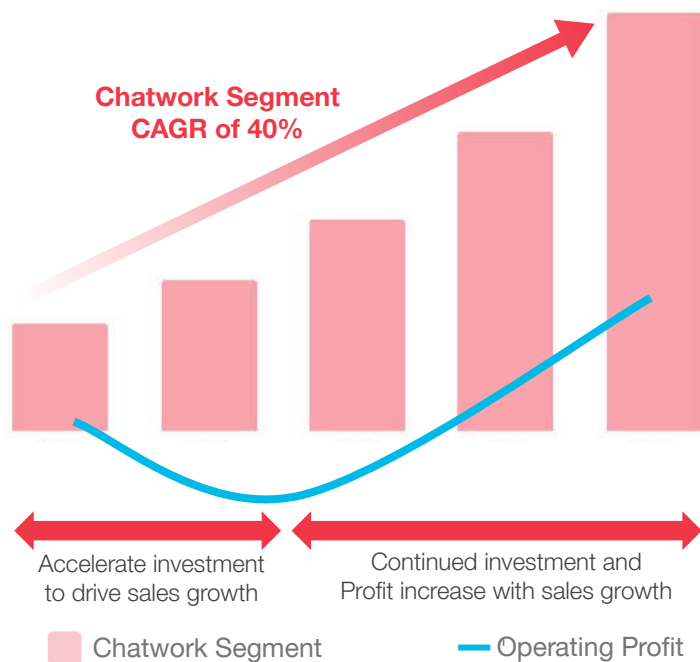 Chatwork Segment
CAGR of 40%
Accelerate investment
to drive sales growth
Continued investment and
Profit increase with sales growth
Chatwork Segment
Operating Profit